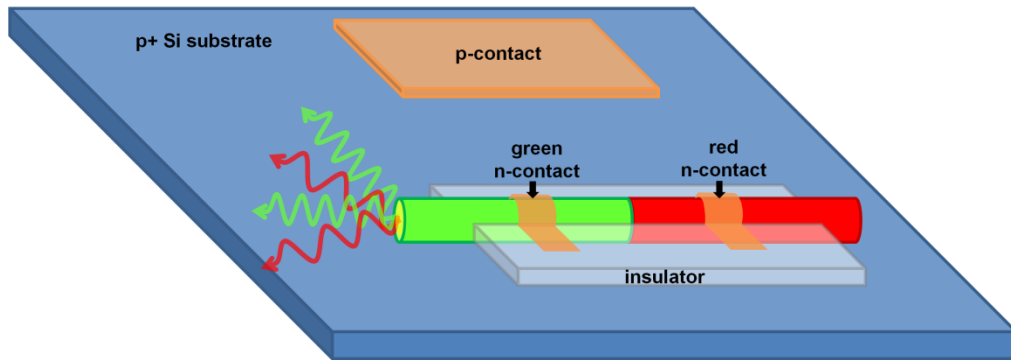 p+ Si substrate
p-contact
green
n-contact
red
n-contact
insulator